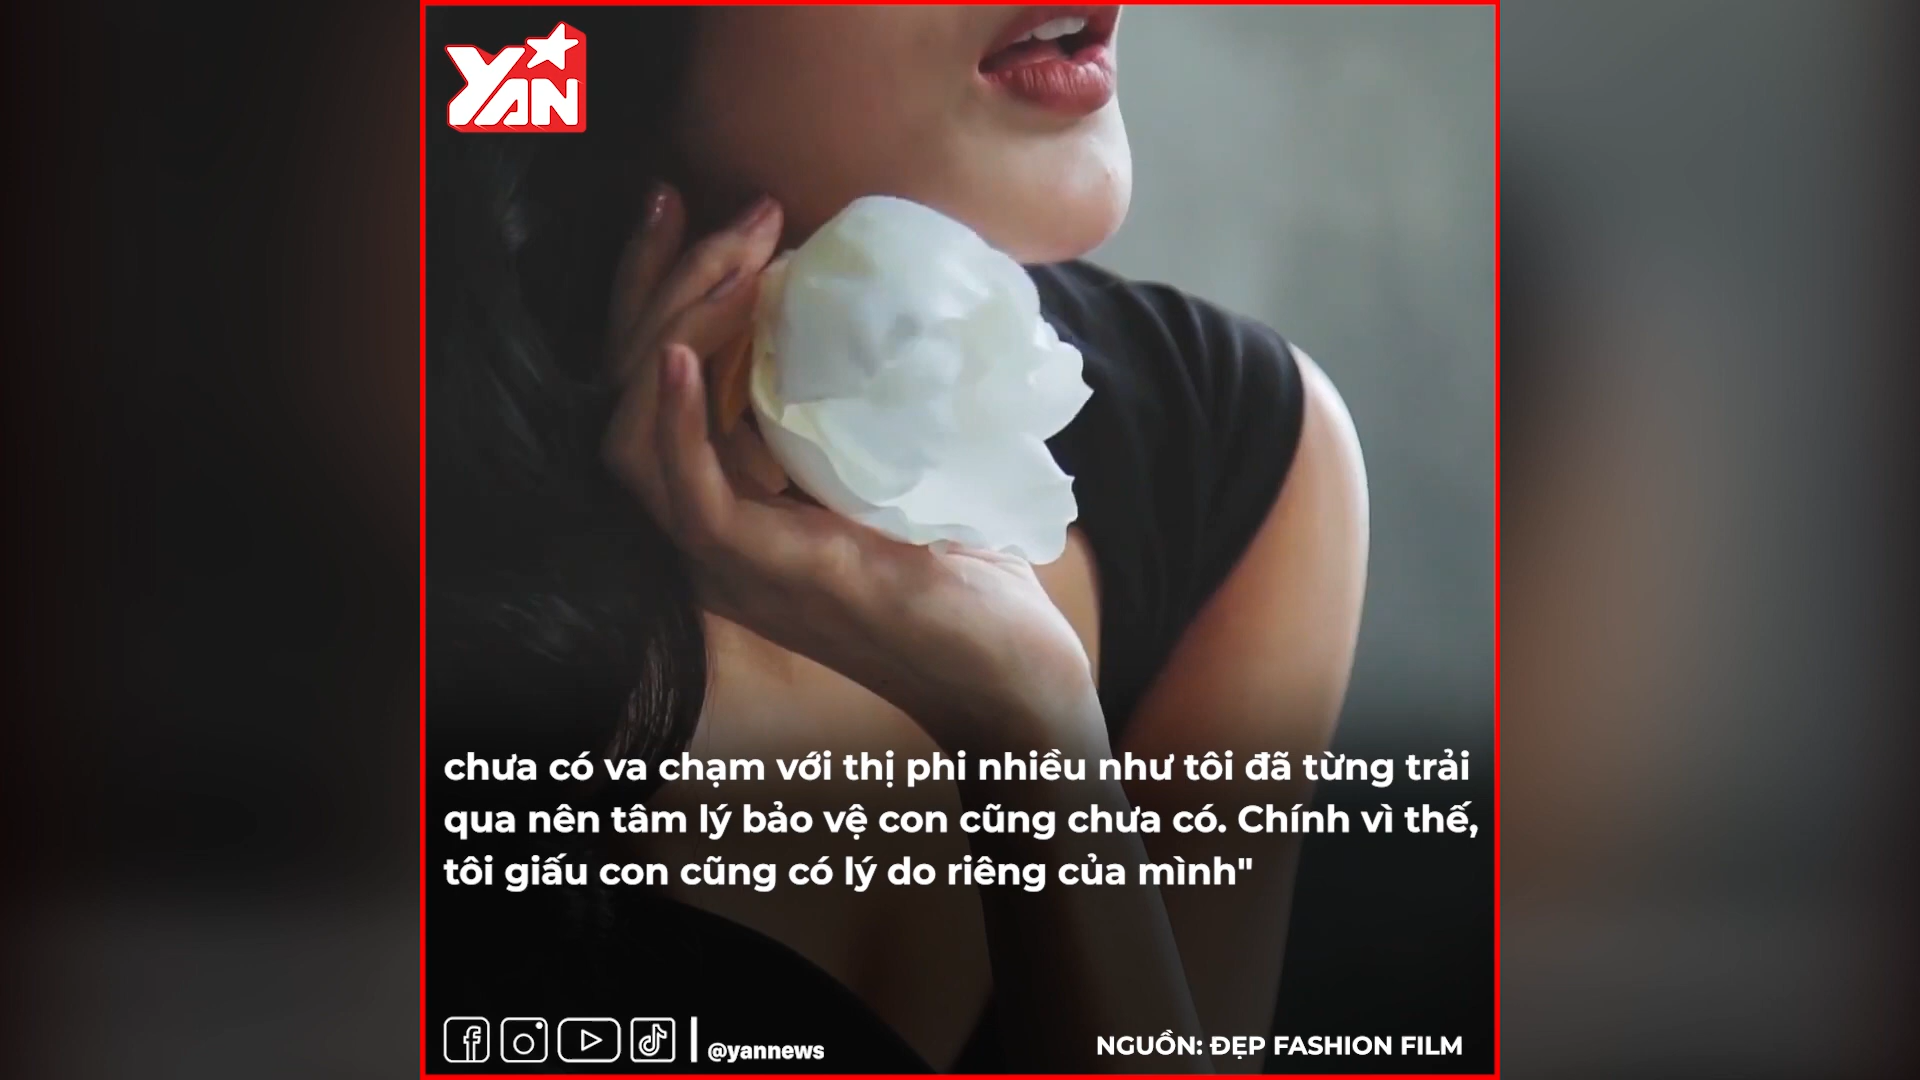 YAN
chưa có va chạm với thị phi nhiều như tôi đã từng trải
qua nên tâm lý bảo vệ con cũng chưa có. Chính vì thế,
tôi giấu con cũng có lý do riêng của mình"
@yannews
NGUỒN: ĐẸP FASHION FILM